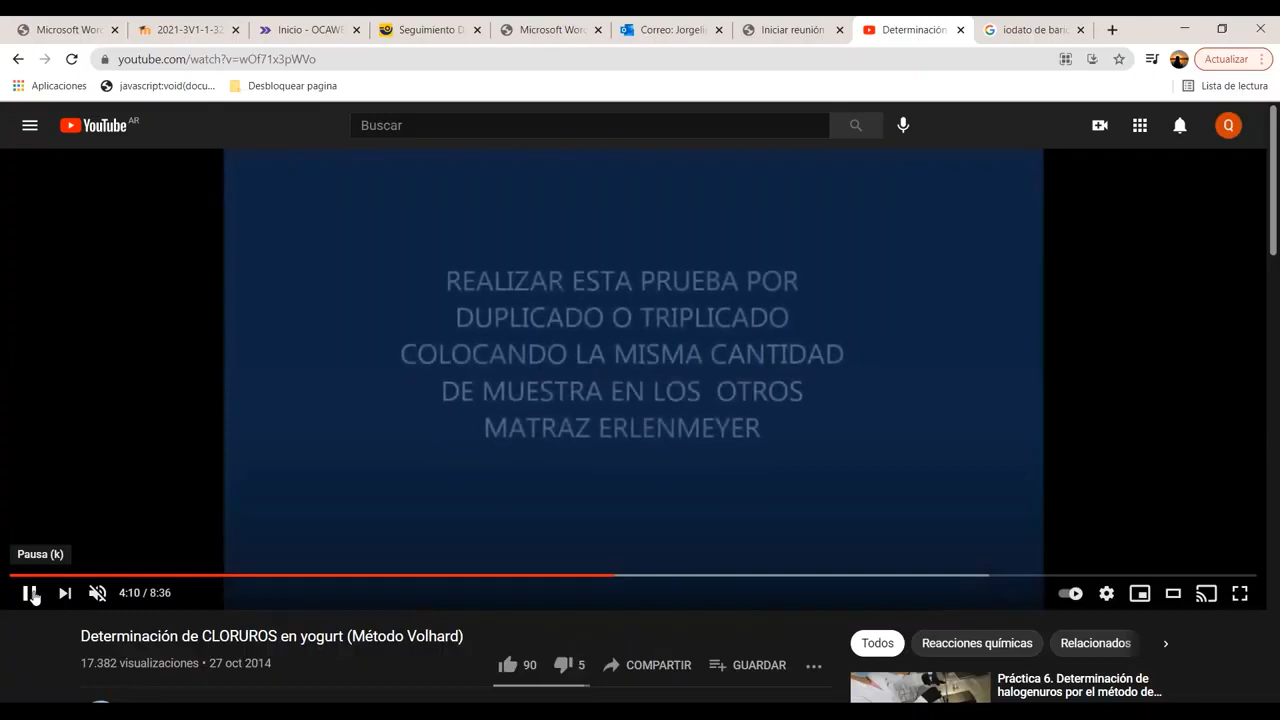 Microsoft Word
2021-3V1-1-32
Inicio - OCAWE
Seguimiento D
Microsoft Word
Correo: Jorgeli
Iniciar reunión
Determinación
iodato de baric
youtube.com/watch?v=wOf71x3pWVo
Actualizar
Aplicaciones
javascript:void(docu...
Desbloquear pagina
Lista de lectura
YouTube AR
Buscar
Q
REALIZAR ESTA PRUEBA POR
DUPLICADO O TRIPLICADO
COLOCANDO LA MISMA CANTIDAD
DE MUESTRA EN LOS OTROS
MATRAZ ERLENMEYER
Pausa (k)
4:10 / 8:36
Determinación de CLORUROS en yogurt (Método Volhard)
17.382 visualizaciones • 27 oct 2014
90
5
COMPARTIR
GUARDAR
Todos
Reacciones químicas
Relacionados
Práctica 6. Determinación de
halogenuros por el método de...